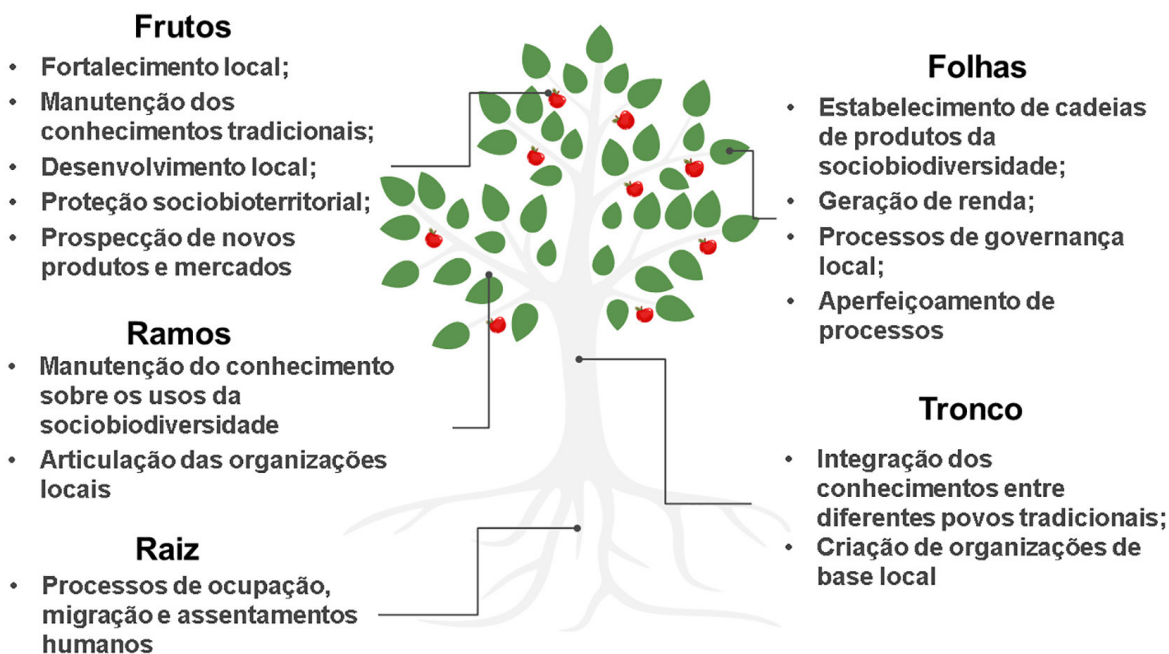 Frutos
• Fortalecimento local;
• Manutenção dos
conhecimentos tradicionais;
• Desenvolvimento local;
• Proteção sociobioterritorial;
• Prospecção de novos
produtos e mercados
Ramos
• Manutenção do conhecimento
sobre os usos da
sociobiodiversidade
• Articulação das organizações
locais
Raiz
• Processos de ocupação,
migração e assentamentos
humanos
Folhas
• Estabelecimento de cadeias
de produtos da
sociobiodiversidade;
• Geração de renda;
• Processos de governança
local;
• Aperfeiçoamento de
processos
Tronco
• Integração dos
conhecimentos entre
diferentes povos tradicionais;
• Criação de organizações de
base local